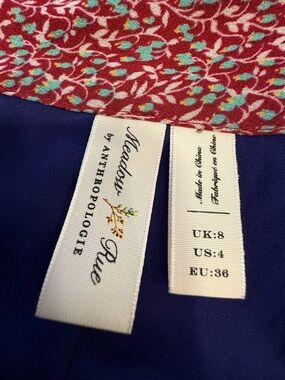 Meadow Rue
by ANTHROPOLOGIE
Made in China
Fabriqué en Chine
UK:8
US:4
EU:36